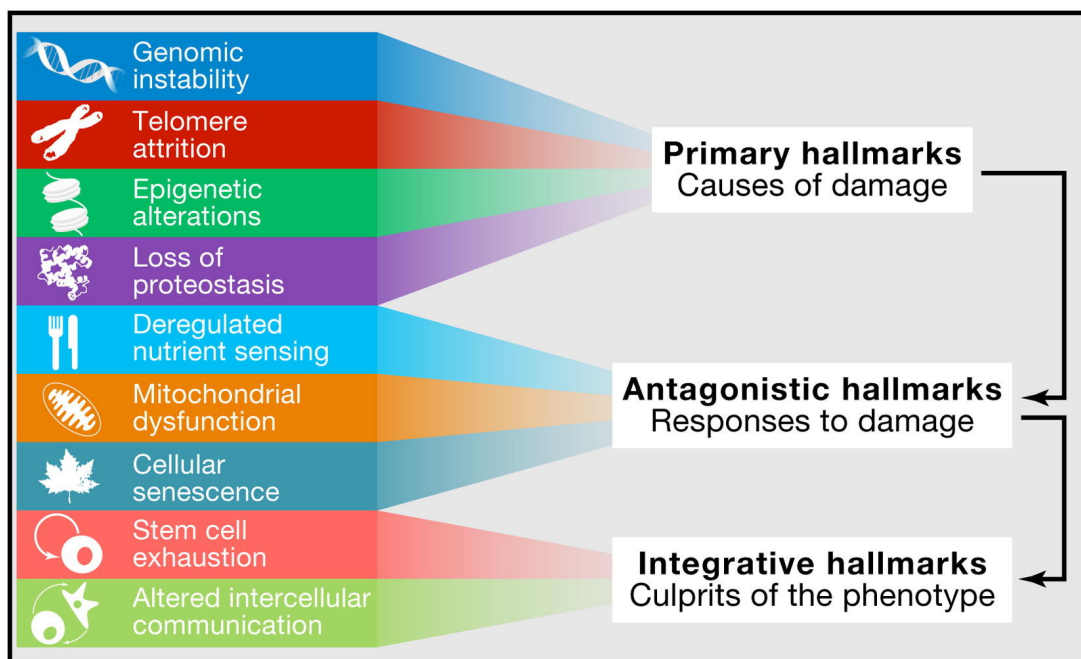 Genomic
instability
Telomere
attrition
Epigenetic
alterations
Loss of
proteostasis
Deregulated
nutrient sensing
Mitochondrial
dysfunction
Cellular
senescence
Stem cell
exhaustion
Altered intercellular
communication
Primary hallmarks
Causes of damage
Antagonistic hallmarks
Responses to damage
Integrative hallmarks
Culprits of the phenotype